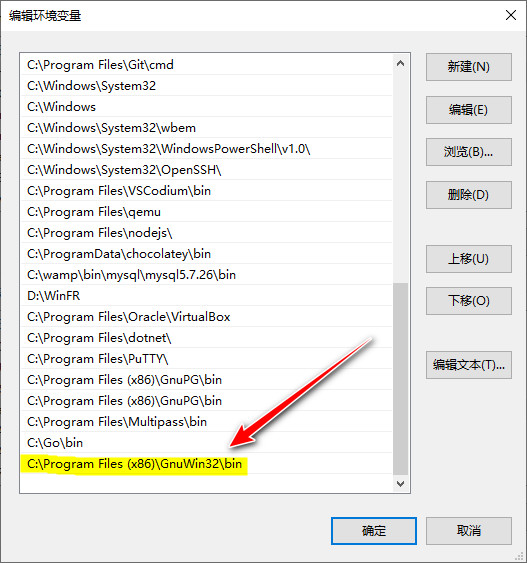 编辑环境变量
C:\Program Files\Git\cmd
C:\Windows\System32
C:\Windows
C:\Windows\System32\wbem
C:\Windows\System32\WindowsPowerShell\v1.0\
C:\Windows\System32\OpenSSH\
C:\Program Files\VSCodium\bin
C:\Program Files\qemu
C:\Program Files\nodejs\
C:\ProgramData\chocolatey\bin
C:\wamp\bin\mysql\mysql5.7.26\bin
D:\WinFR
C:\Program Files\Oracle\VirtualBox
C:\Program Files\dotnet\
C:\Program Files\PuTTY\
C:\Program Files (x86)\GnuPG\bin
C:\Program Files (x86)\GnuPG\bin
C:\Program Files\Multipass\bin
C:\Go\bin
C:\Program Files (x86)\GnuWin32\bin
新建(N)
编辑(E)
浏览(B)...
删除(D)
上移(U)
下移(O)
编辑文本(T)...
确定
取消